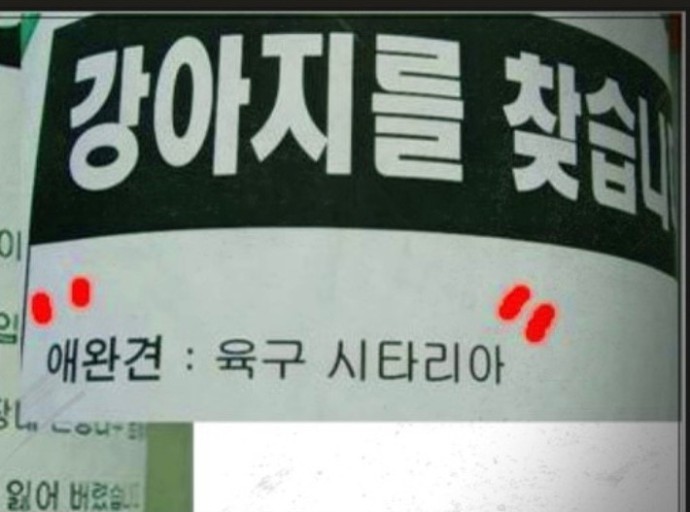 강아지를 찾습니
애완견 : 육구 시타리아
잃어 버렸습